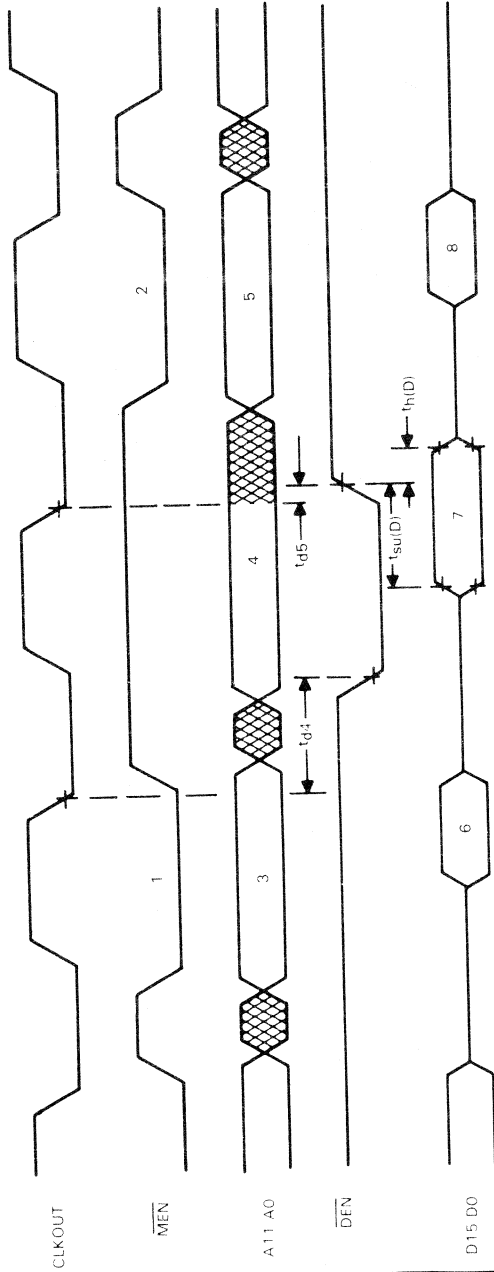 CLKOUT
MEN
1
2
A11 A0
3
4
5
td4
td5
DEN
tsu(D)
th(D)
D15 D0
6
7
8